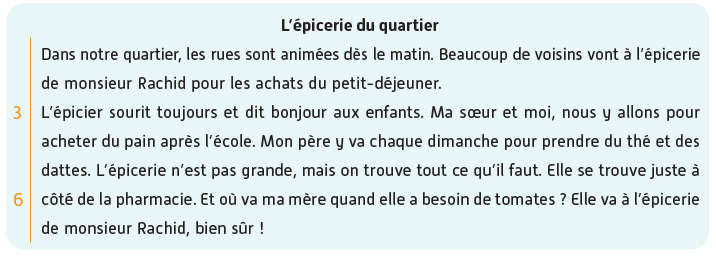 L'épicerie du quartier
Dans notre quartier, les rues sont animées dès le matin. Beaucoup de voisins vont à l'épicerie
de monsieur Rachid pour les achats du petit-déjeuner.
3 L'épicier sourit toujours et dit bonjour aux enfants. Ma sœur et moi, nous y allons pour
acheter du pain après l'école. Mon père y va chaque dimanche pour prendre du thé et des
dattes. L'épicerie n'est pas grande, mais on trouve tout ce qu'il faut. Elle se trouve juste à
6 côté de la pharmacie. Et où va ma mère quand elle a besoin de tomates ? Elle va à l'épicerie
de monsieur Rachid, bien sûr !